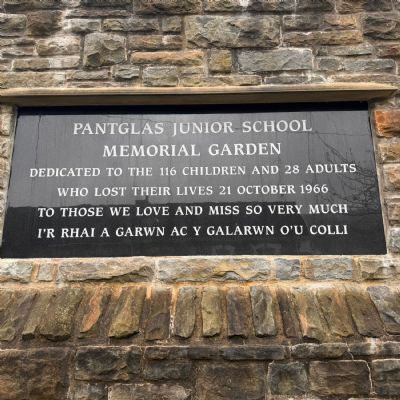 PANTGLAS JUNIOR SCHOOL
MEMORIAL GARDEN
DEDICATED TO THE 116 CHILDREN AND 28 ADULTS
WHO LOST THEIR LIVES 21 OCTOBER 1966
TO THOSE WE LOVE AND MISS SO VERY MUCH
I'R RHAI A GARWN AC Y GALARWN O'U COLLI